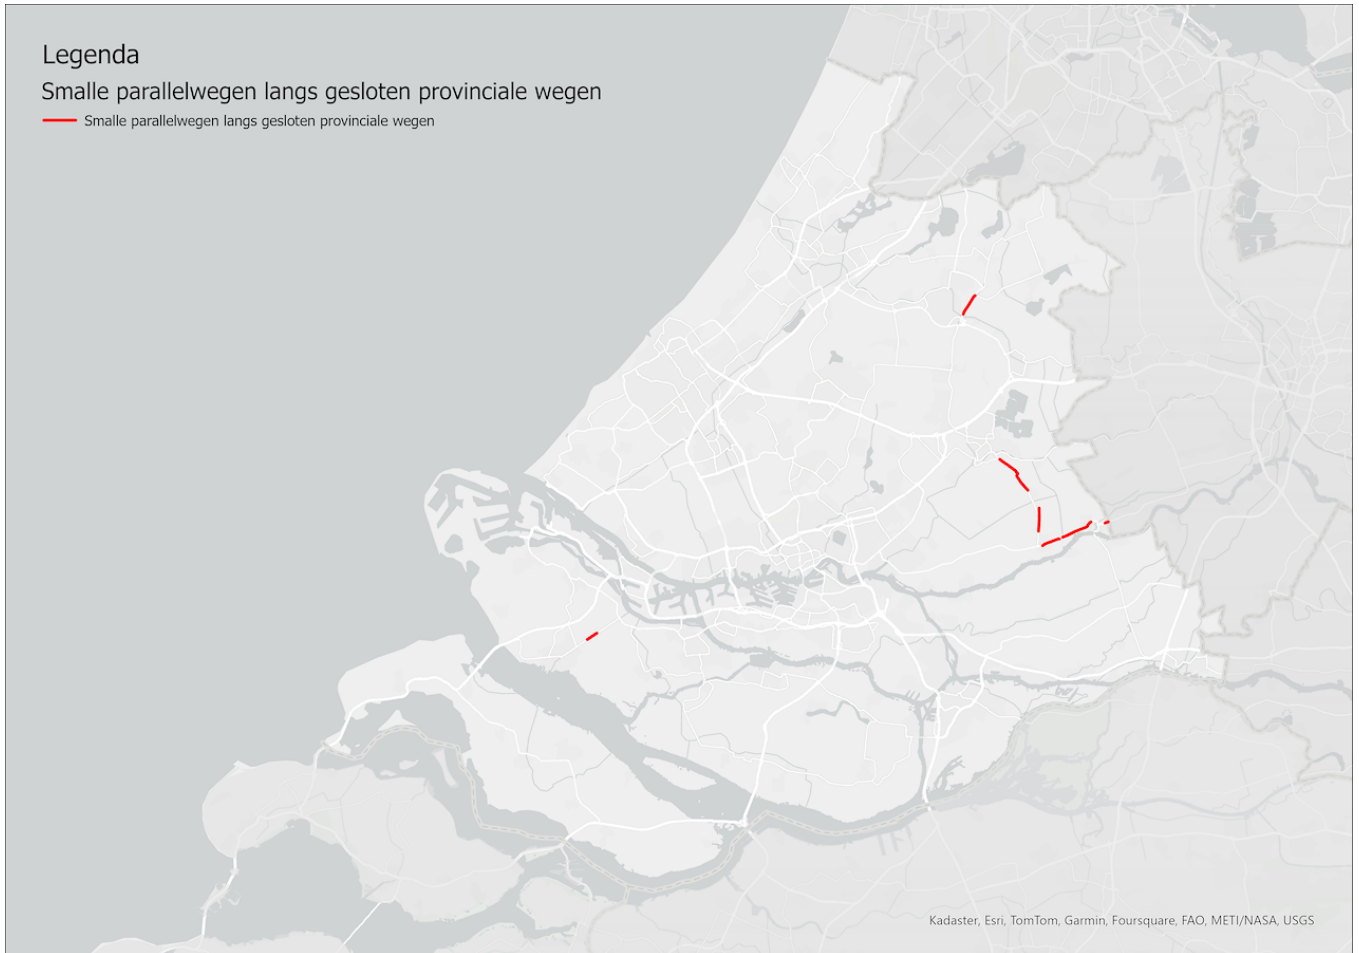 Legenda
Smalle parallelwegen langs gesloten provinciale wegen
Smalle parallelwegen langs gesloten provinciale wegen
Kadaster, Esri, TomTom, Garmin, Foursquare, FAO, METI/NASA, USGS